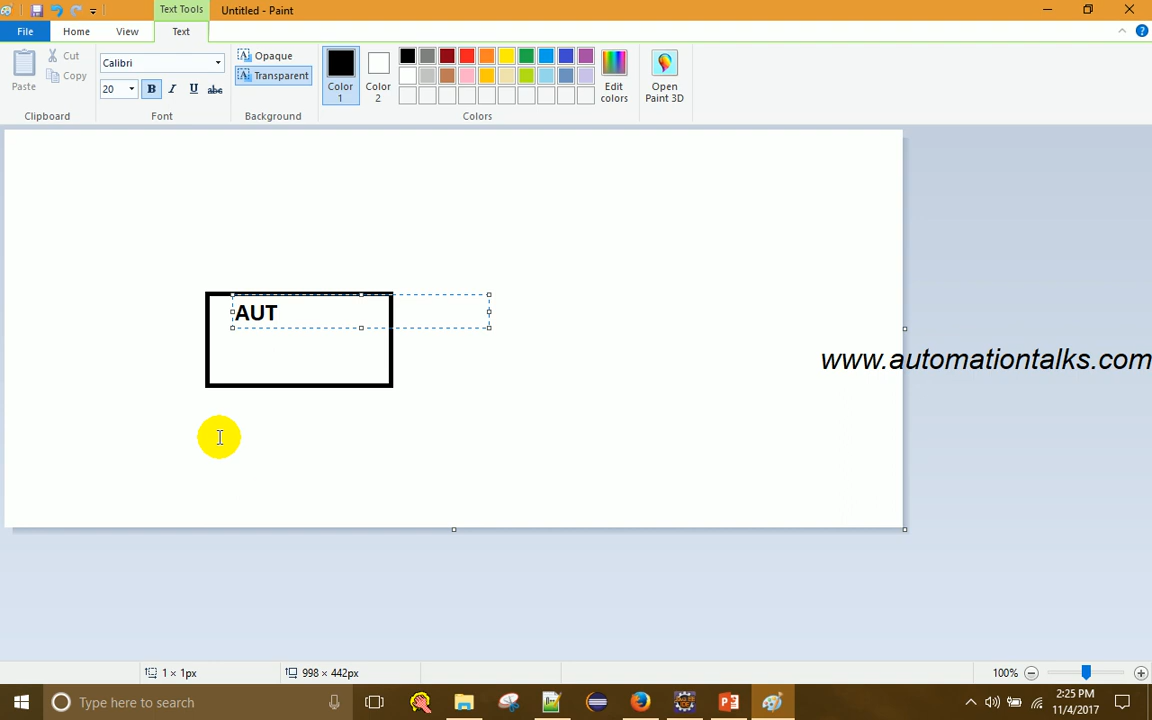 Text Tools
Untitled - Paint
File
Home
View
Text
Paste
Cut
Copy
Clipboard
Calibri
20
B
I
U
abc
Font
Opaque
Transparent
Background
Color 1
Color 2
Edit colors
Colors
Open Paint 3D
AUT
www.automationtalks.com
1 × 1px
998 × 442px
100%
Type here to search
2:25 PM
11/4/2017